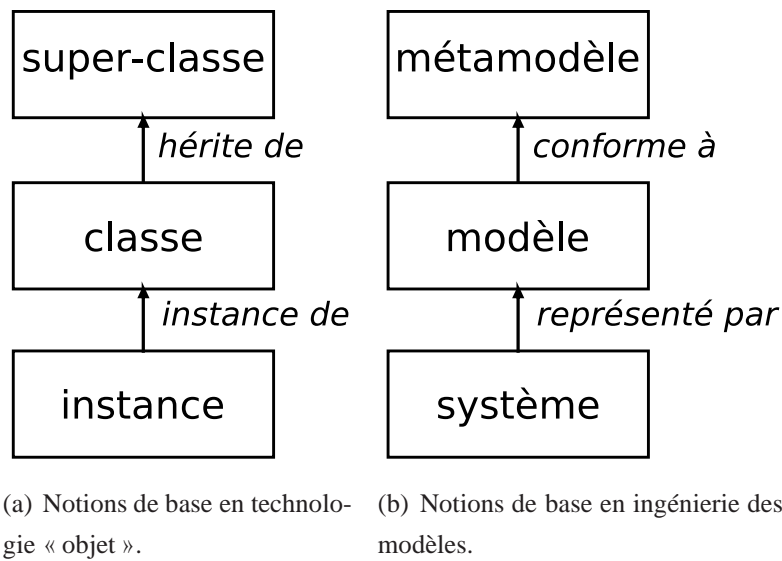 super-classe
hérite de
classe
instance de
instance
métamodèle
conforme à
modèle
représenté par
système
(a) Notions de base en technolo-
gie « objet ».
(b) Notions de base en ingénierie des
modèles.